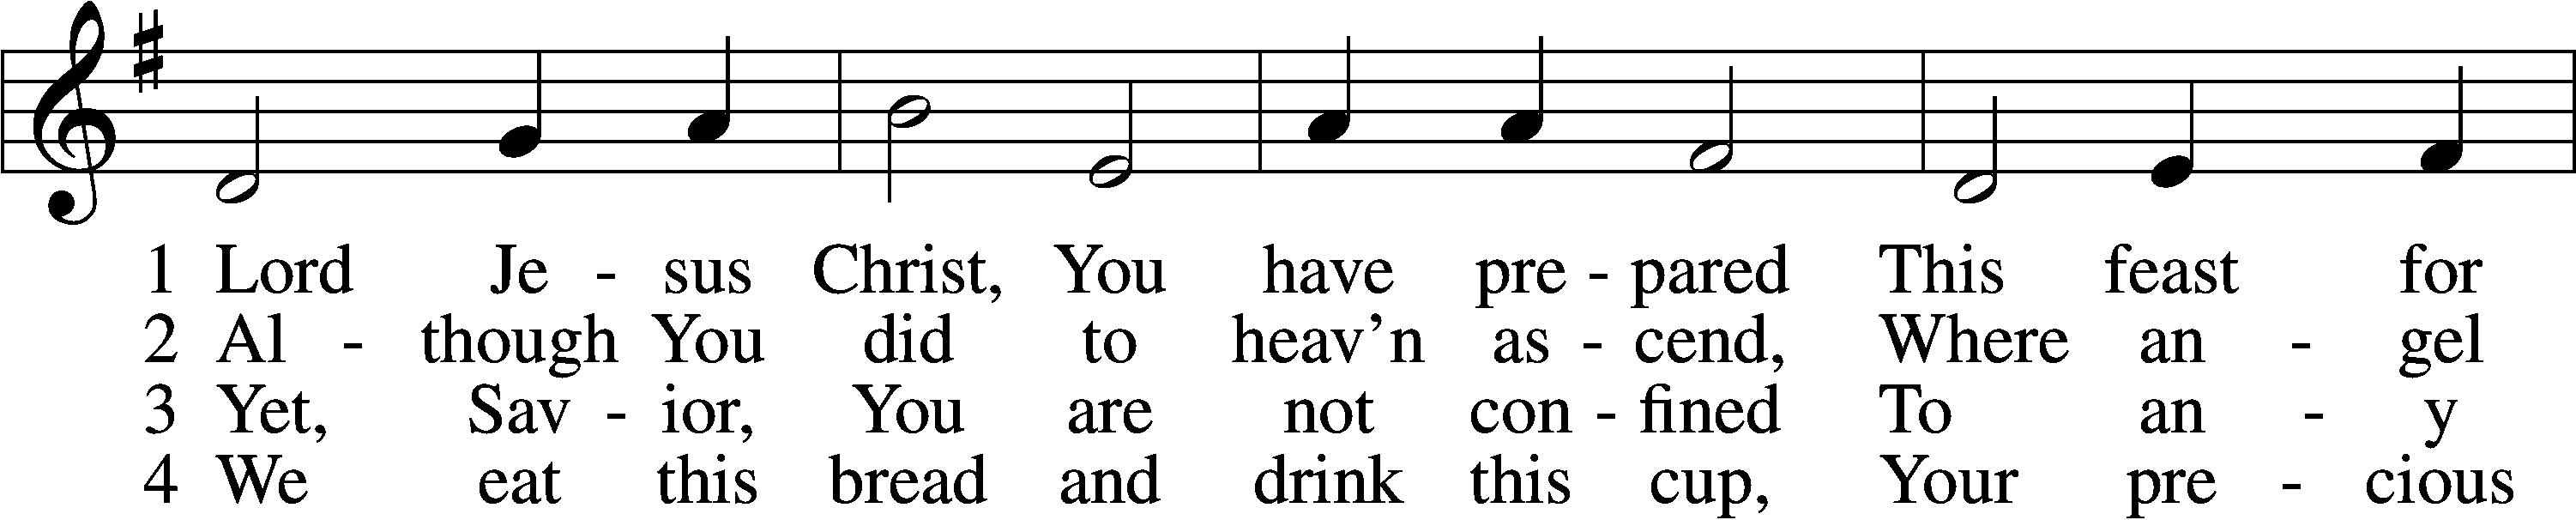 1 Lord Je - sus Christ, You have pre - pared This feast for
2 Al - though You did to heav’n as - cend, Where an - gel
3 Yet, Sav - ior, You are not con - fined To an - y
4 We eat this bread and drink this cup, Your pre - cious